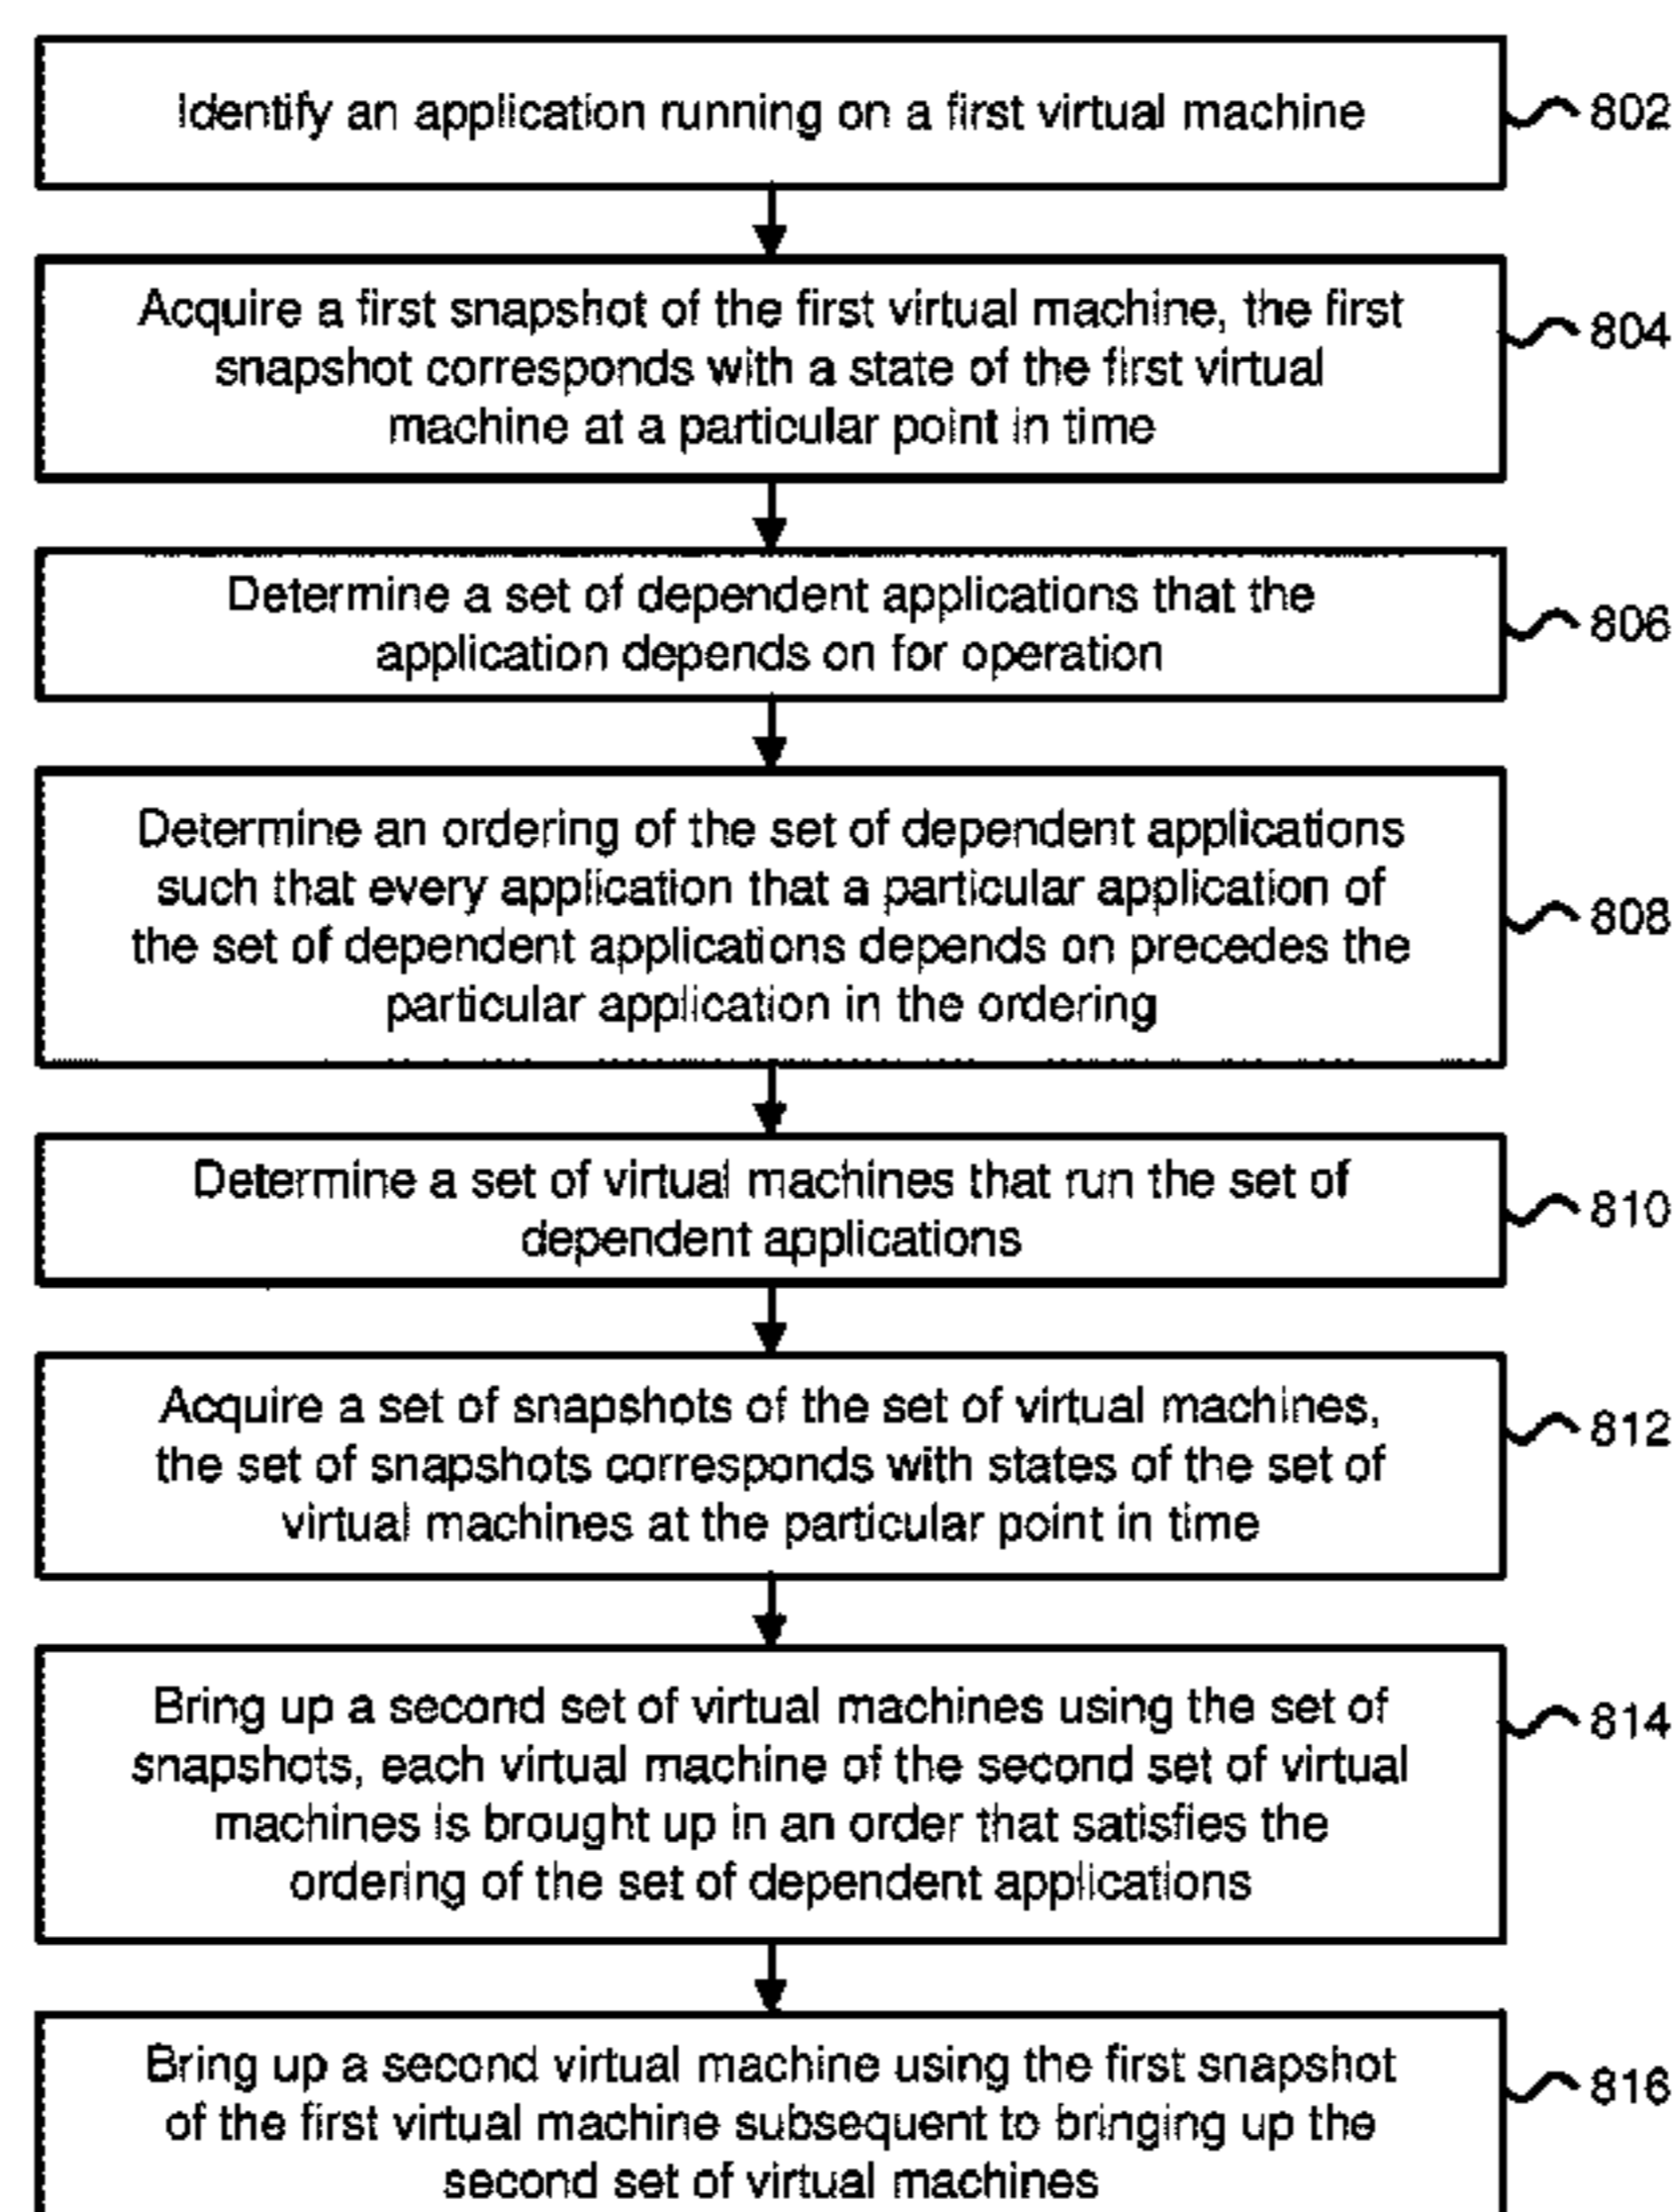 Identify an application running on a first virtual machine
802
Acquire a first snapshot of the first virtual machine, the first
snapshot corresponds with a state of the first virtual
machine at a particular point in time
804
Determine a set of dependent applications that the
application depends on for operation
806
Determine an ordering of the set of dependent applications
such that every application that a particular application of
the set of dependent applications depends on precedes the
particular application in the ordering
808
Determine a set of virtual machines that run the set of
dependent applications
810
Acquire a set of snapshots of the set of virtual machines,
the set of snapshots corresponds with states of the set of
virtual machines at the particular point in time
812
Bring up a second set of virtual machines using the set of
snapshots, each virtual machine of the second set of virtual
machines is brought up in an order that satisfies the
ordering of the set of dependent applications
814
Bring up a second virtual machine using the first snapshot
of the first virtual machine subsequent to bringing up the
second set of virtual machines
816